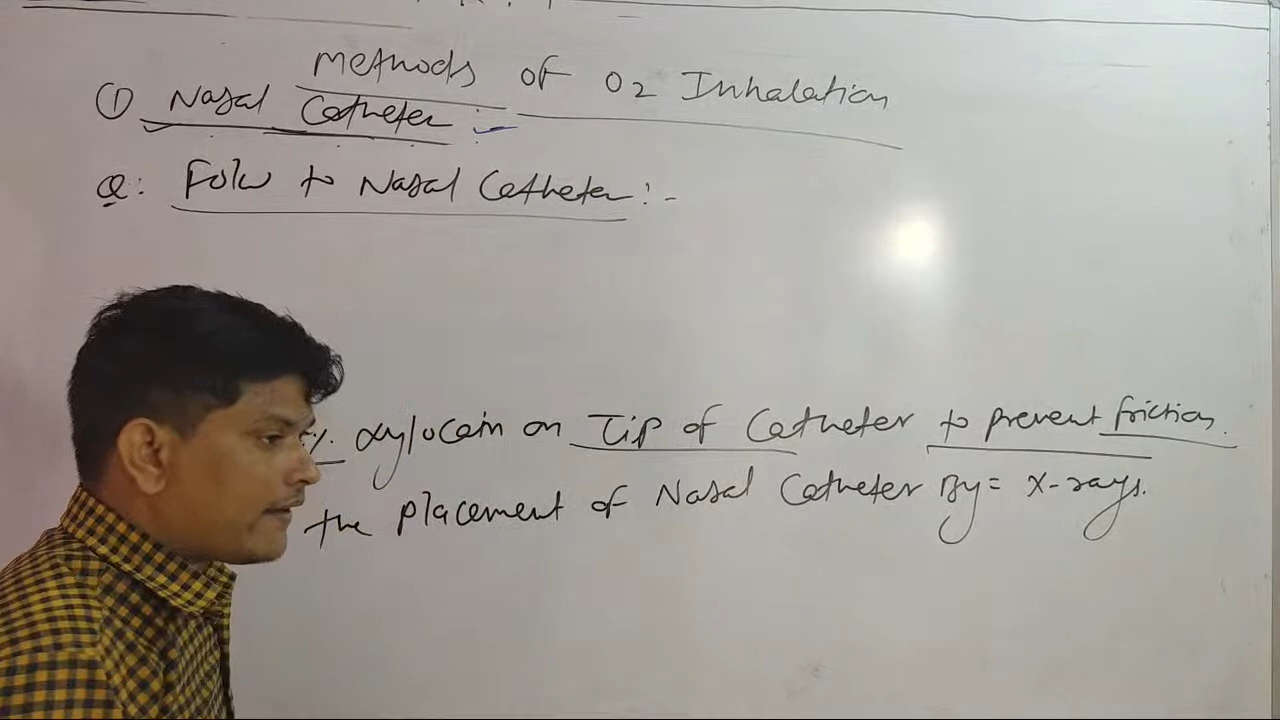 Methods of O2 Inhalation
① Nasal Catheter :
Q: Folw to Nasal Catheter :-
%. xylocain on Tip of Catheter to prevent friction.
the placement of Nasal Catheter By = X-rays.